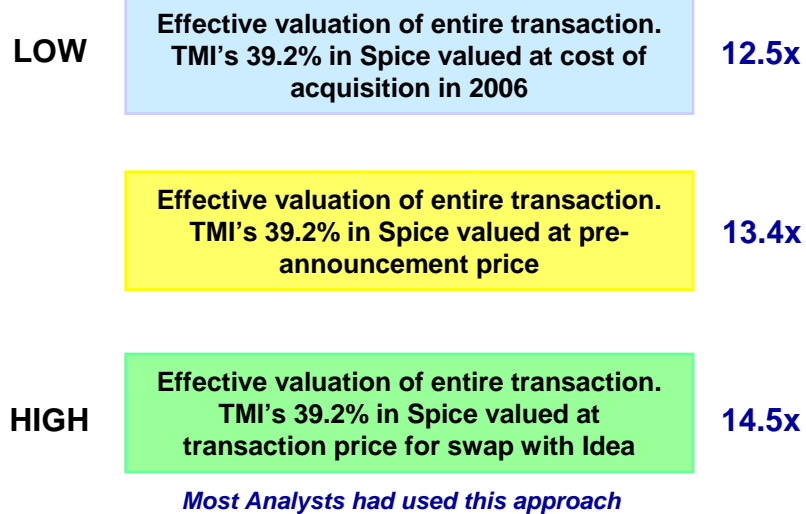 LOW
Effective valuation of entire transaction.
TMI's 39.2% in Spice valued at cost of
acquisition in 2006
12.5x
Effective valuation of entire transaction.
TMI's 39.2% in Spice valued at pre-
announcement price
13.4x
HIGH
Effective valuation of entire transaction.
TMI's 39.2% in Spice valued at
transaction price for swap with Idea
14.5x
Most Analysts had used this approach